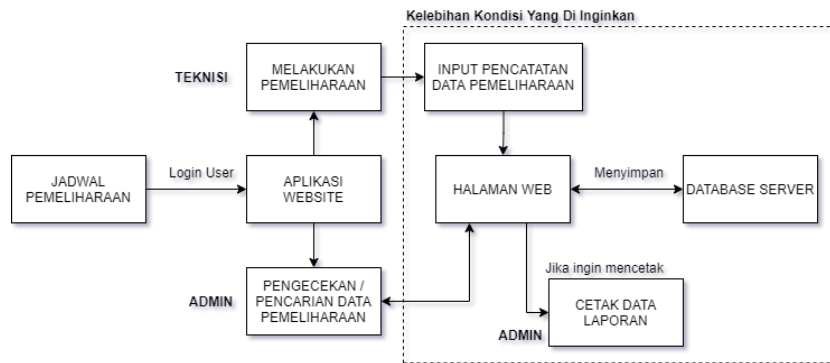 Kelebihan Kondisi Yang Di Inginkan
TEKNISI
MELAKUKAN
PEMELIHARAAN
INPUT PENCATATAN
DATA PEMELIHARAAN
JADWAL
PEMELIHARAAN
Login User
APLIKASI
WEBSITE
HALAMAN WEB
Menyimpan
DATABASE SERVER
ADMIN
PENGECEKAN /
PENCARIAN DATA
PEMELIHARAAN
Jika ingin mencetak
CETAK DATA
LAPORAN
ADMIN